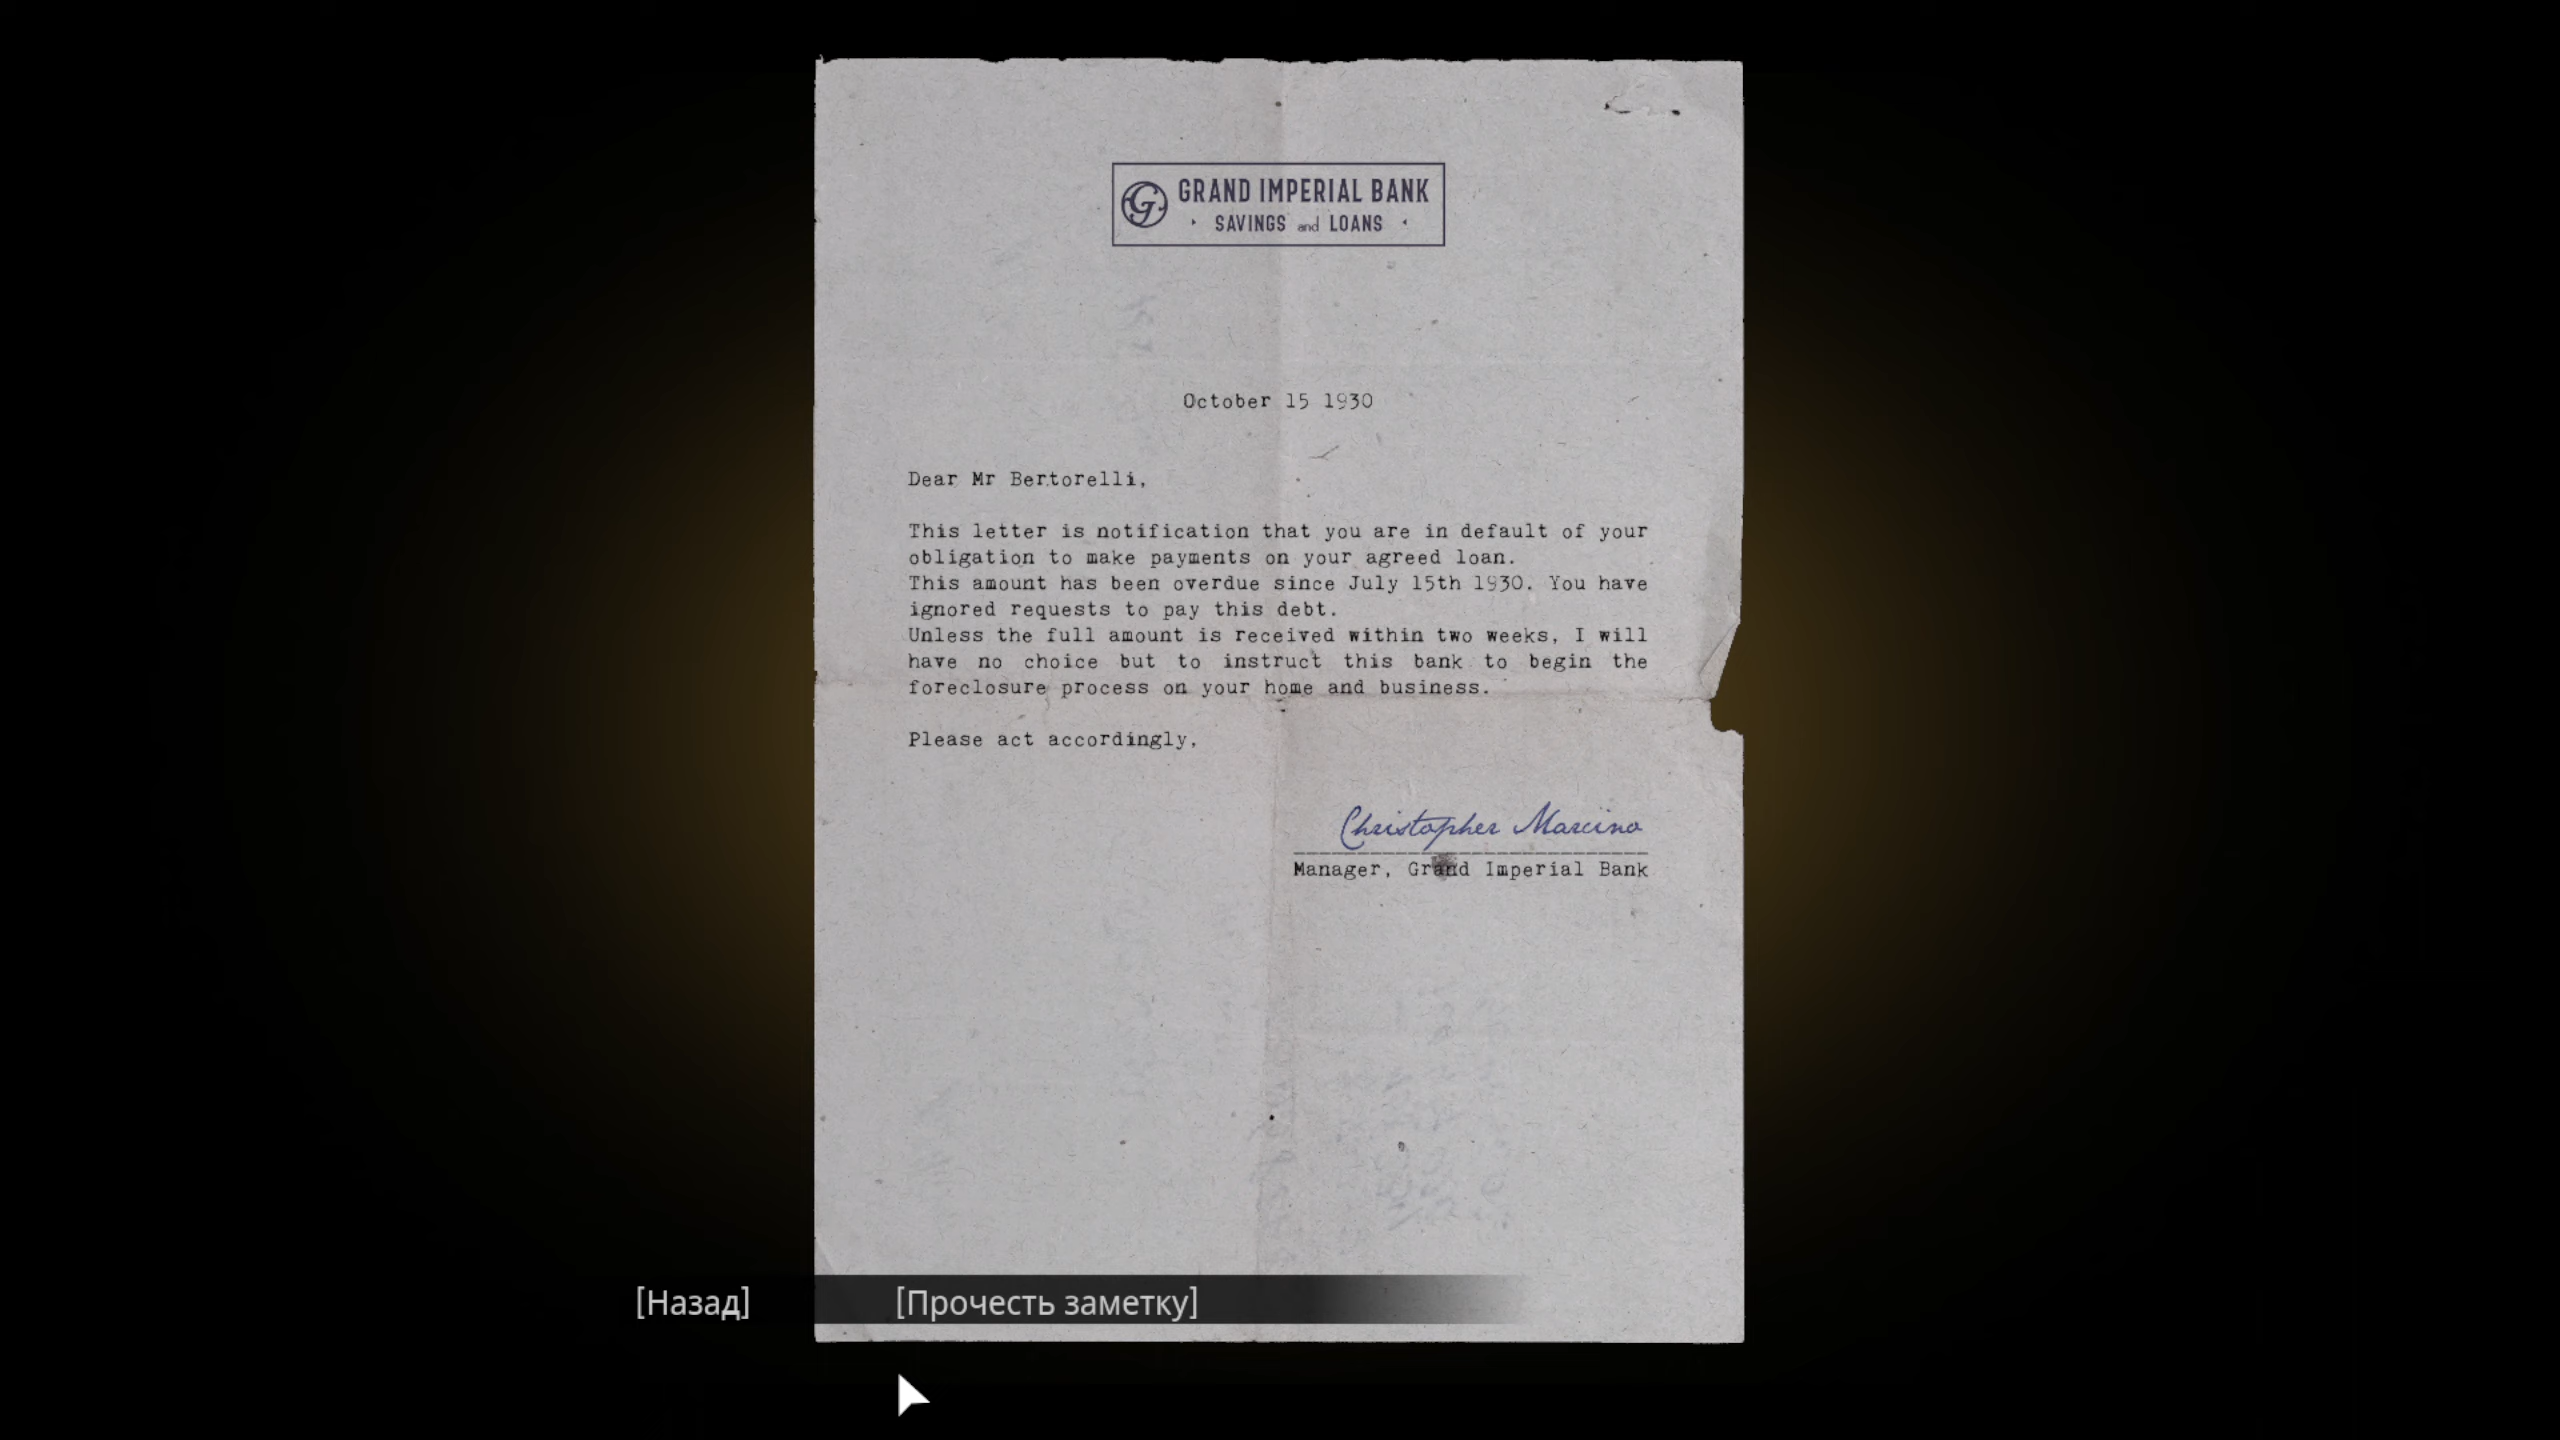 GRAND IMPERIAL BANK
SAVINGS and LOANS
October 15 1930
Dear Mr Bertorelli,
This letter is notification that you are in default of your
obligation to make payments on your agreed loan.
This amount has been overdue since July 15th 1930. You have
ignored requests to pay this debt.
Unless the full amount is received within two weeks, I will
have no choice but to instruct this bank to begin the
foreclosure process on your home and business.
Please act accordingly,
Christopher Marcino
Manager, Grand Imperial Bank
[Назад] [Прочесть заметку]